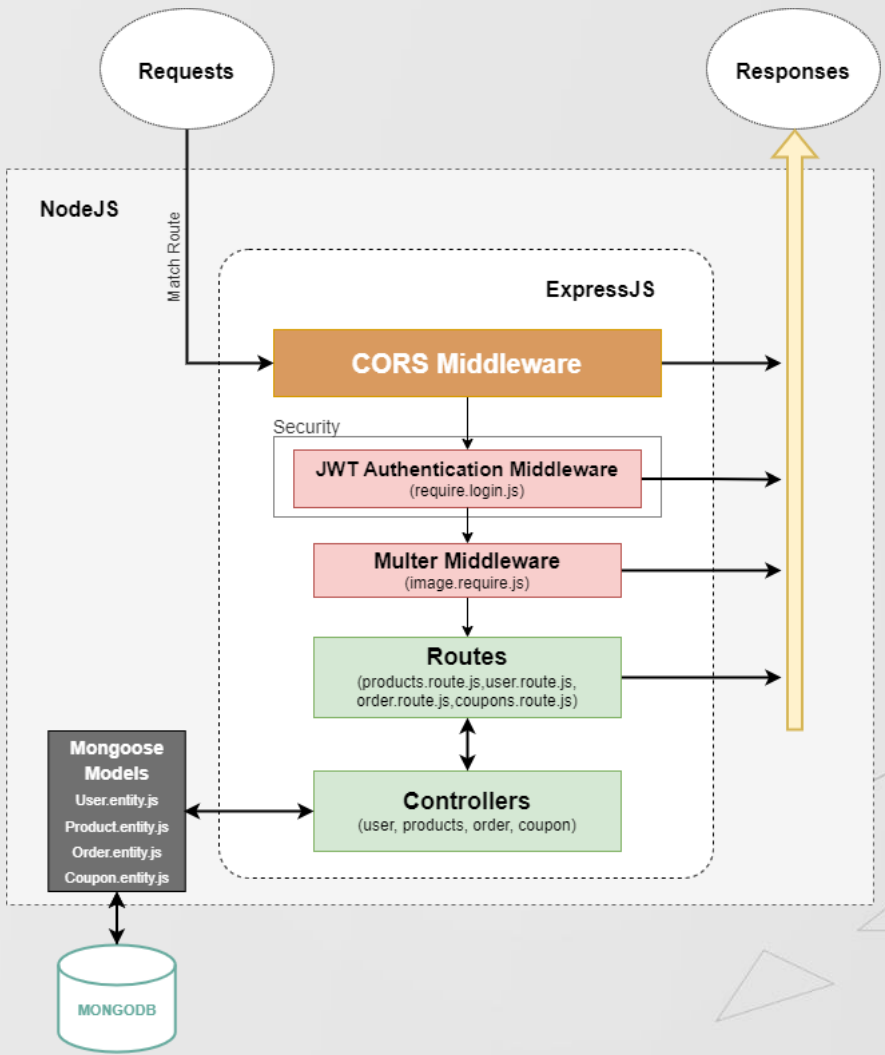 Requests
Responses
NodeJS
Match Route
ExpressJS
CORS Middleware
Security
JWT Authentication Middleware
(require.login.js)
Multer Middleware
(image.require.js)
Routes
(products.route.js,user.route.js,
order.route.js,coupons.route.js)
Mongoose
Models
User.entity.js
Product.entity.js
Order.entity.js
Coupon.entity.js
Controllers
(user, products, order, coupon)
MONGODB